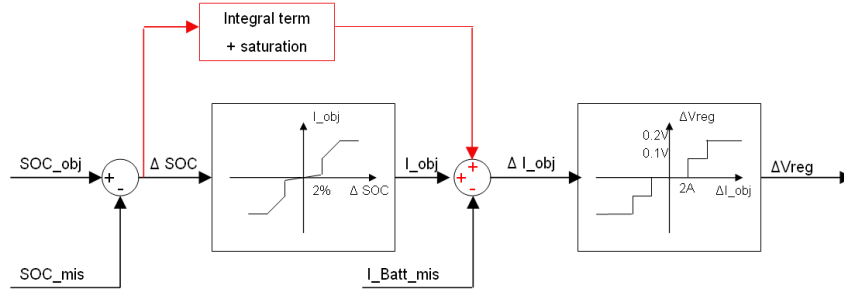 Integral term
+ saturation
I_obj
ΔVreg
0.2V
0.1V
SOC_obj
Δ SOC
I_obj
Δ I_obj
ΔVreg
+
-
+
+
-
2%
Δ SOC
2A
ΔI_obj
SOC_mis
I_Batt_mis